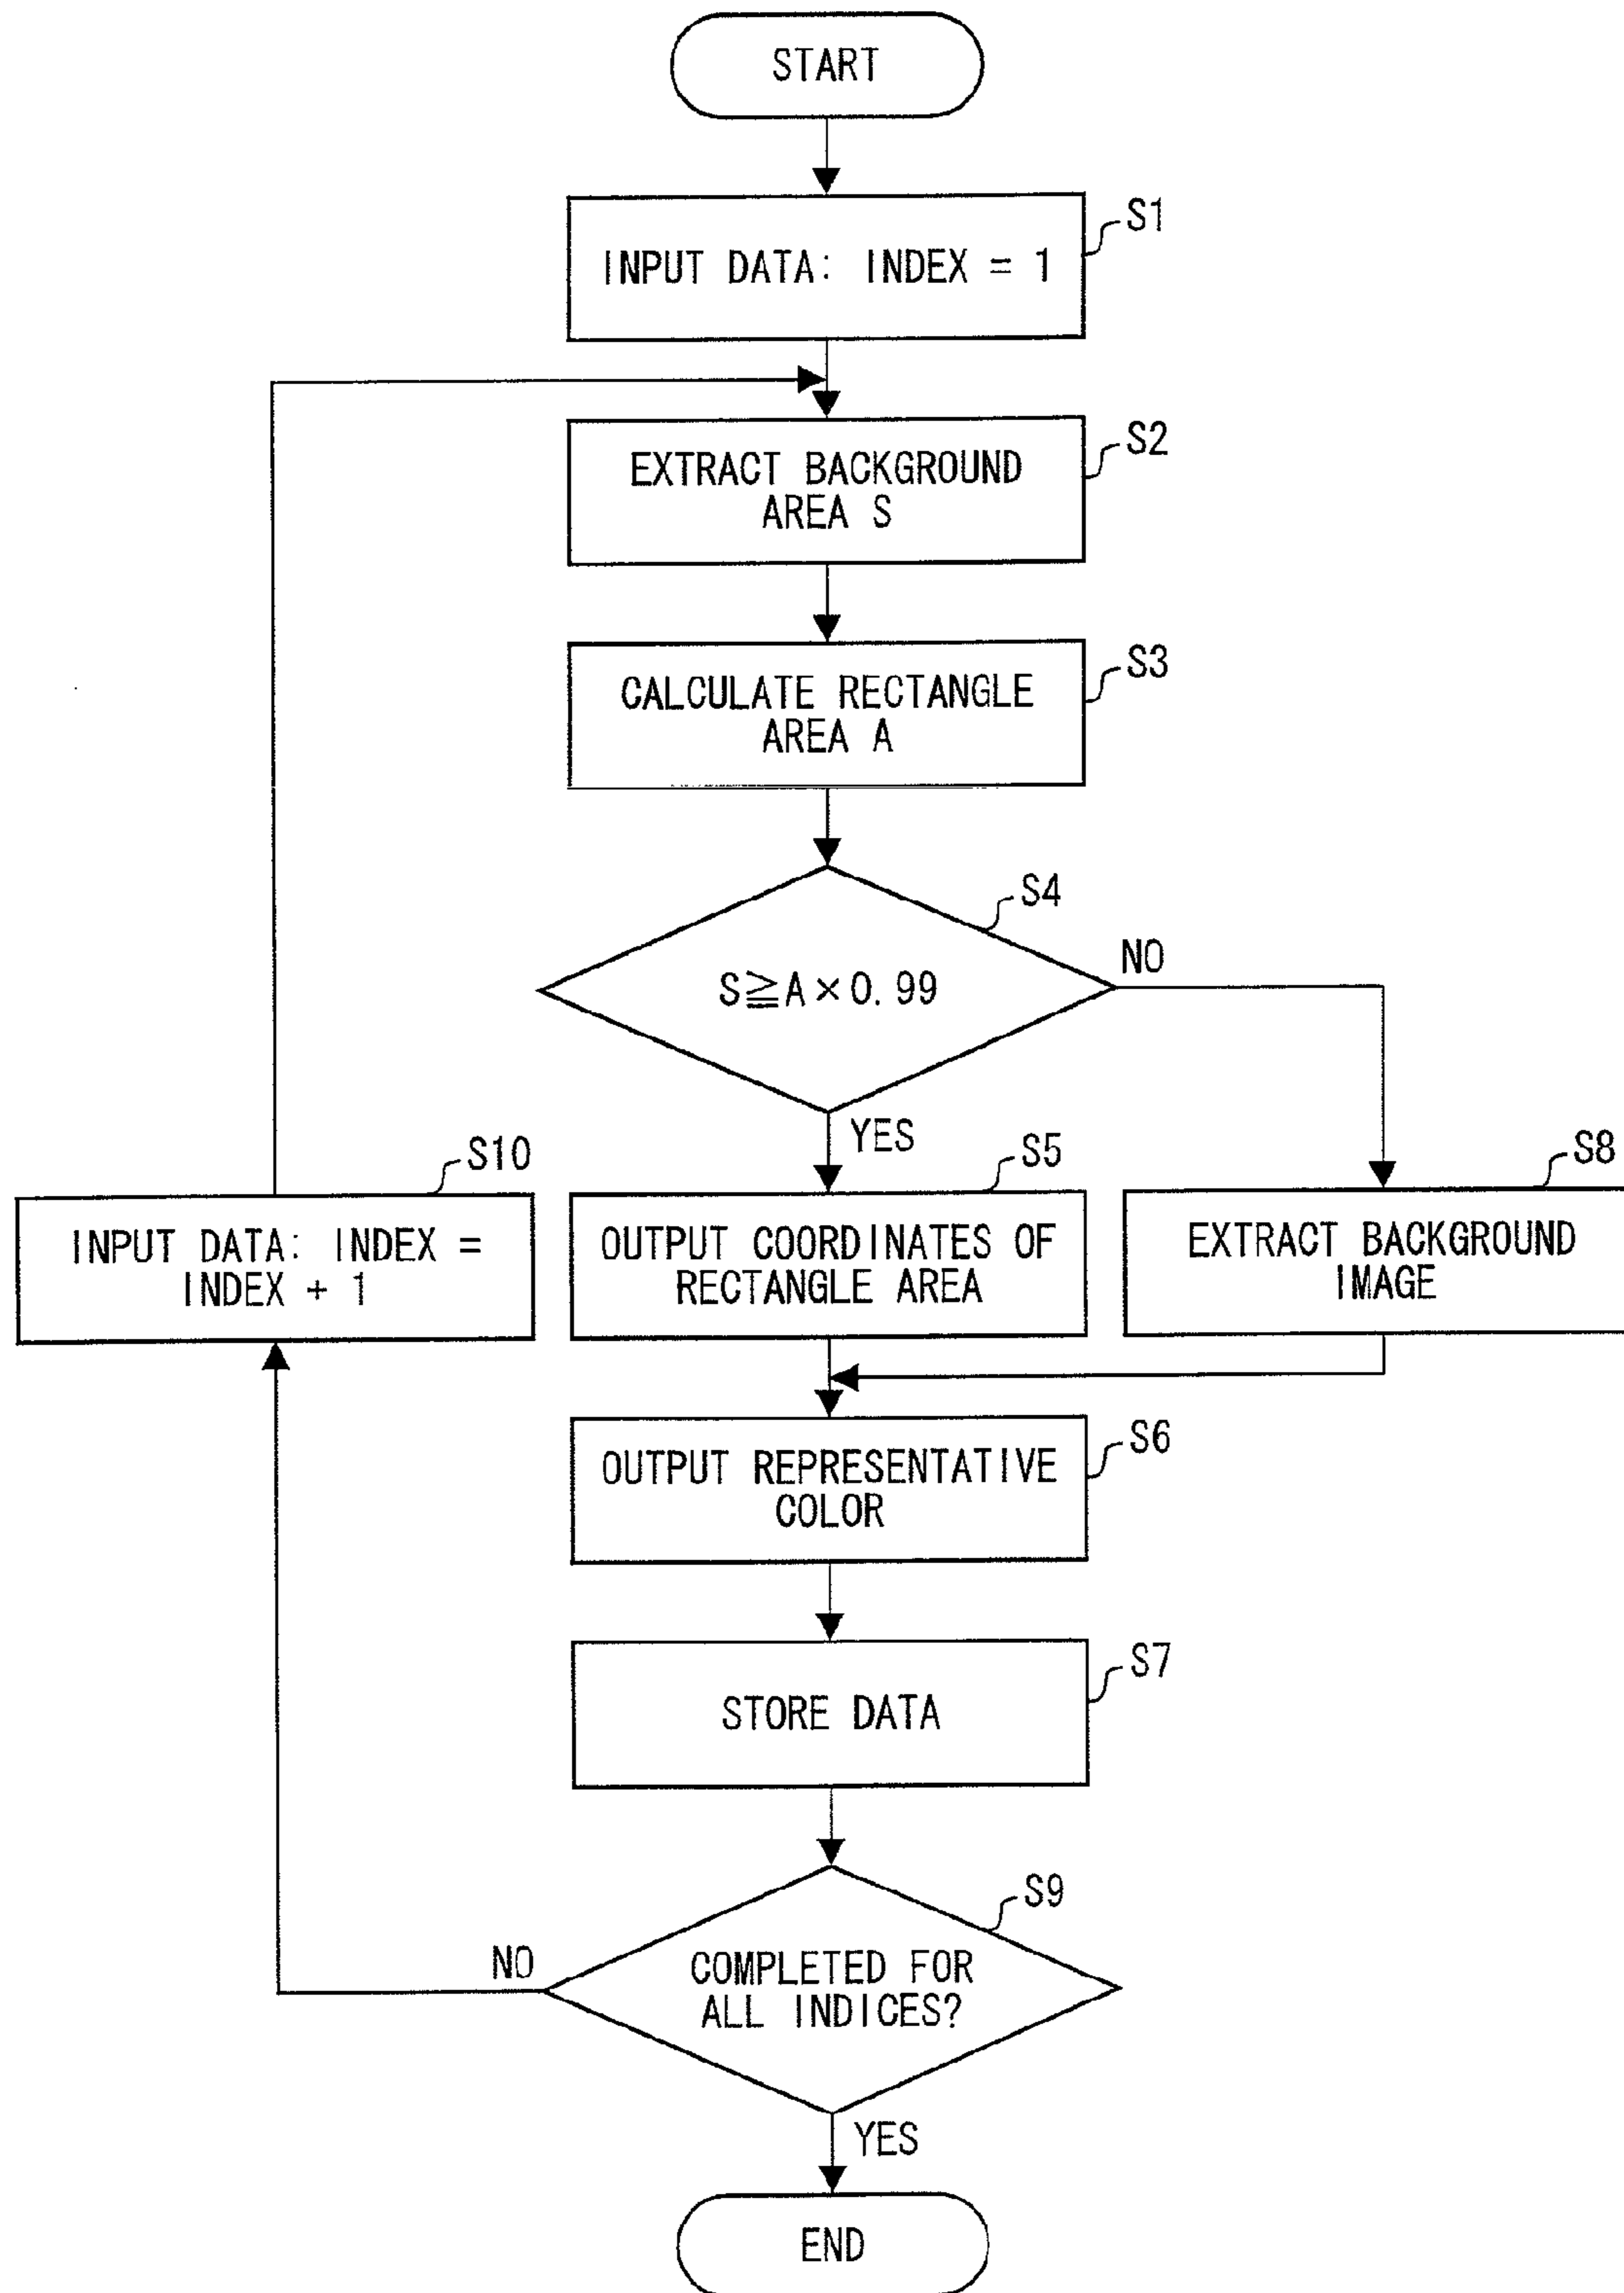 START
S1
INPUT DATA: INDEX = 1
S2
EXTRACT BACKGROUND
AREA S
S3
CALCULATE RECTANGLE
AREA A
S4
S≧A×0.99
NO
YES
S10
INPUT DATA: INDEX =
INDEX + 1
S5
OUTPUT COORDINATES OF
RECTANGLE AREA
S8
EXTRACT BACKGROUND
IMAGE
S6
OUTPUT REPRESENTATIVE
COLOR
S7
STORE DATA
S9
COMPLETED FOR
ALL INDICES?
NO
YES
END